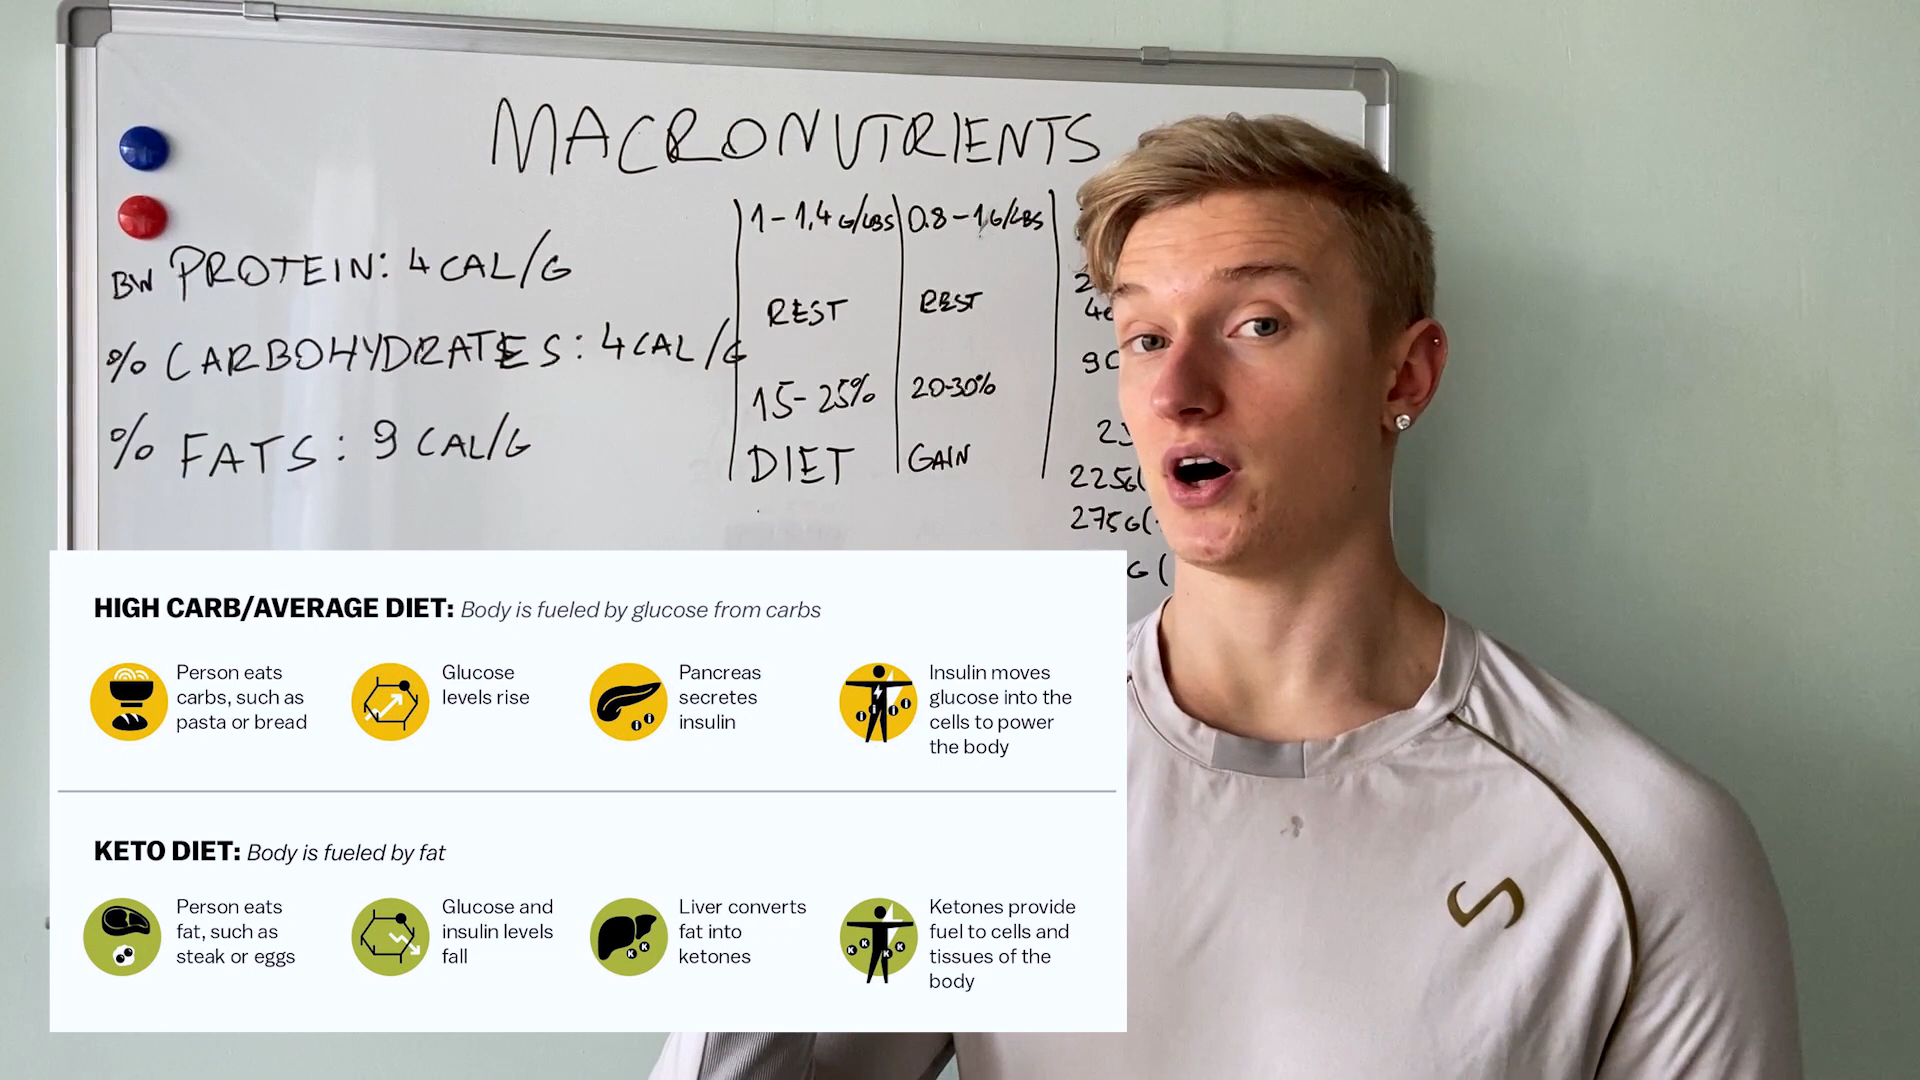 MACRONUTRIENTS
BW PROTEIN: 4 CAL/G
% CARBOHYDRATES: 4 CAL/G
% FATS: 9 CAL/G
1-1,4 G/LBS
REST
15-25%
DIET
0.8-1G/LBS
REST
20-30%
GAIN
225G(
275G(
G(
HIGH CARB/AVERAGE DIET: Body is fueled by glucose from carbs
Person eats
carbs, such as
pasta or bread
Glucose
levels rise
Pancreas
secretes
insulin
Insulin moves
glucose into the
cells to power
the body
KETO DIET: Body is fueled by fat
Person eats
fat, such as
steak or eggs
Glucose and
insulin levels
fall
Liver converts
fat into
ketones
K K
Ketones provide
fuel to cells and
tissues of the
body
K K K K